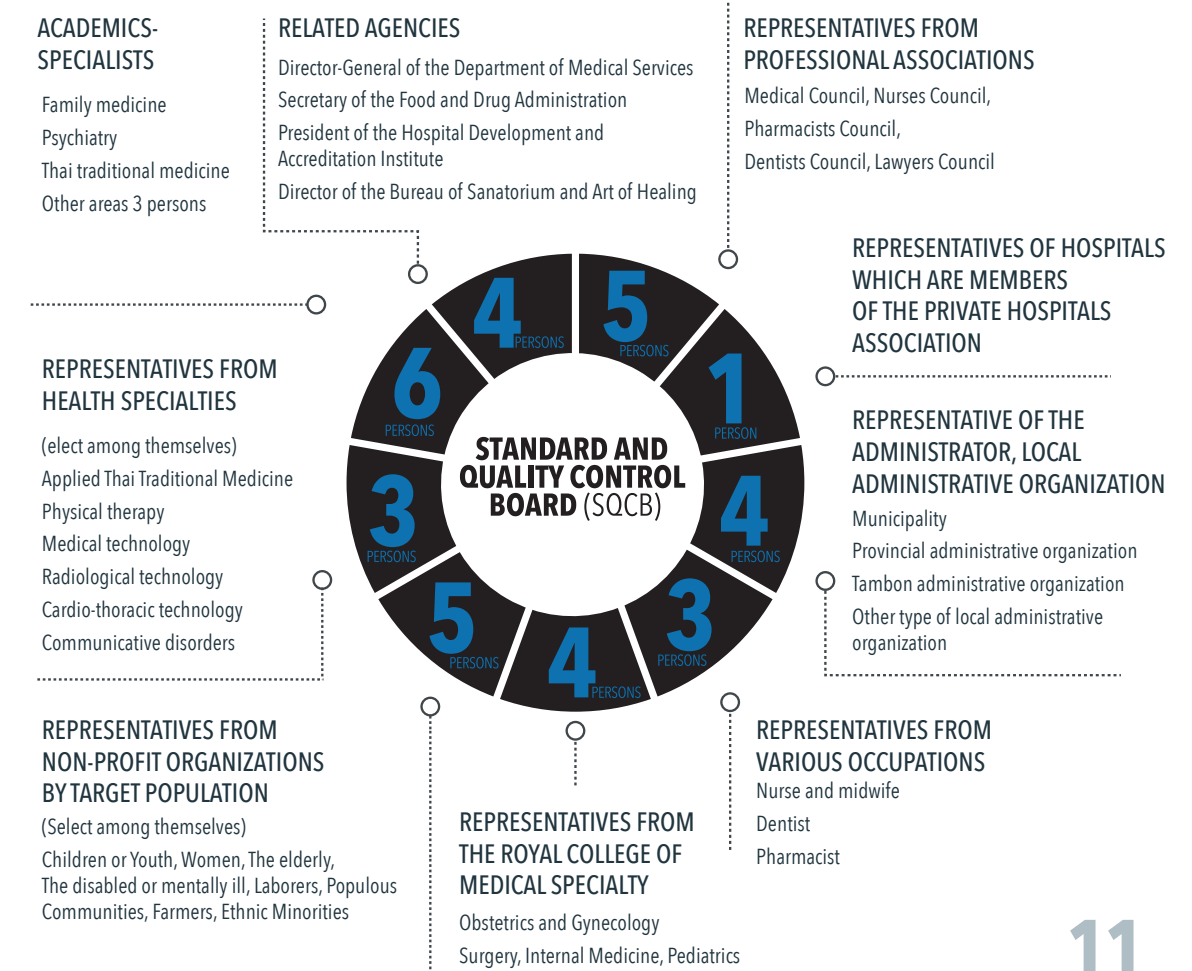 ACADEMICS-
SPECIALISTS
Family medicine
Psychiatry
Thai traditional medicine
Other areas 3 persons
RELATED AGENCIES
Director-General of the Department of Medical Services
Secretary of the Food and Drug Administration
President of the Hospital Development and
Accreditation Institute
Director of the Bureau of Sanatorium and Art of Healing
REPRESENTATIVES FROM
PROFESSIONAL ASSOCIATIONS
Medical Council, Nurses Council,
Pharmacists Council,
Dentists Council, Lawyers Council
REPRESENTATIVES OF HOSPITALS
WHICH ARE MEMBERS
OF THE PRIVATE HOSPITALS
ASSOCIATION
REPRESENTATIVE OF THE
ADMINISTRATOR, LOCAL
ADMINISTRATIVE ORGANIZATION
Municipality
Provincial administrative organization
Tambon administrative organization
Other type of local administrative
organization
4 PERSONS
5 PERSONS
1 PERSON
4 PERSONS
3 PERSONS
4 PERSONS
5 PERSONS
3 PERSONS
6 PERSONS
STANDARD AND
QUALITY CONTROL
BOARD (SQCB)
REPRESENTATIVES FROM
HEALTH SPECIALTIES
(elect among themselves)
Applied Thai Traditional Medicine
Physical therapy
Medical technology
Radiological technology
Cardio-thoracic technology
Communicative disorders
REPRESENTATIVES FROM
NON-PROFIT ORGANIZATIONS
BY TARGET POPULATION
(Select among themselves)
Children or Youth, Women, The elderly,
The disabled or mentally ill, Laborers, Populous
Communities, Farmers, Ethnic Minorities
REPRESENTATIVES FROM
THE ROYAL COLLEGE OF
MEDICAL SPECIALTY
Obstetrics and Gynecology
Surgery, Internal Medicine, Pediatrics
REPRESENTATIVES FROM
VARIOUS OCCUPATIONS
Nurse and midwife
Dentist
Pharmacist
11